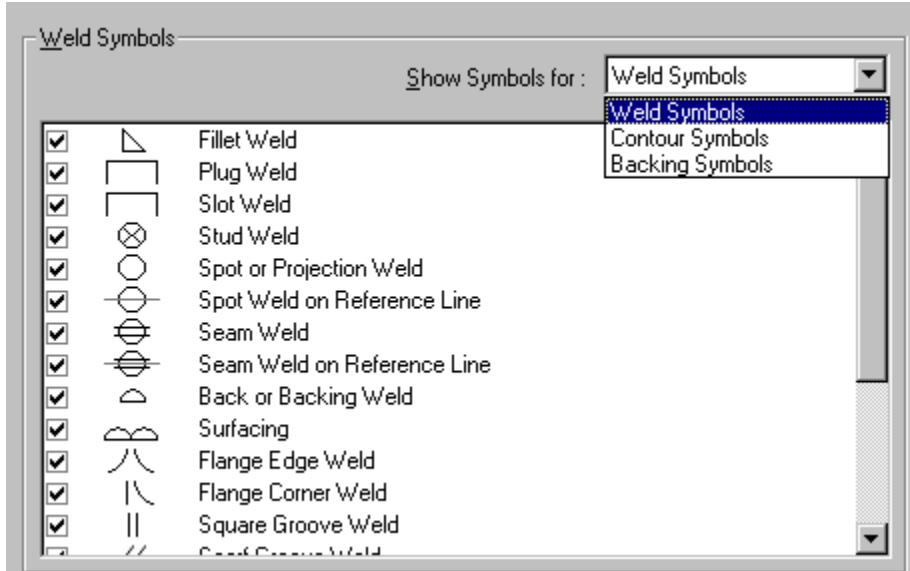 Weld Symbols
Show Symbols for : Weld Symbols
Weld Symbols
Contour Symbols
Backing Symbols
Fillet Weld
Plug Weld
Slot Weld
Stud Weld
Spot or Projection Weld
Spot Weld on Reference Line
Seam Weld
Seam Weld on Reference Line
Back or Backing Weld
Surfacing
Flange Edge Weld
Flange Corner Weld
Square Groove Weld